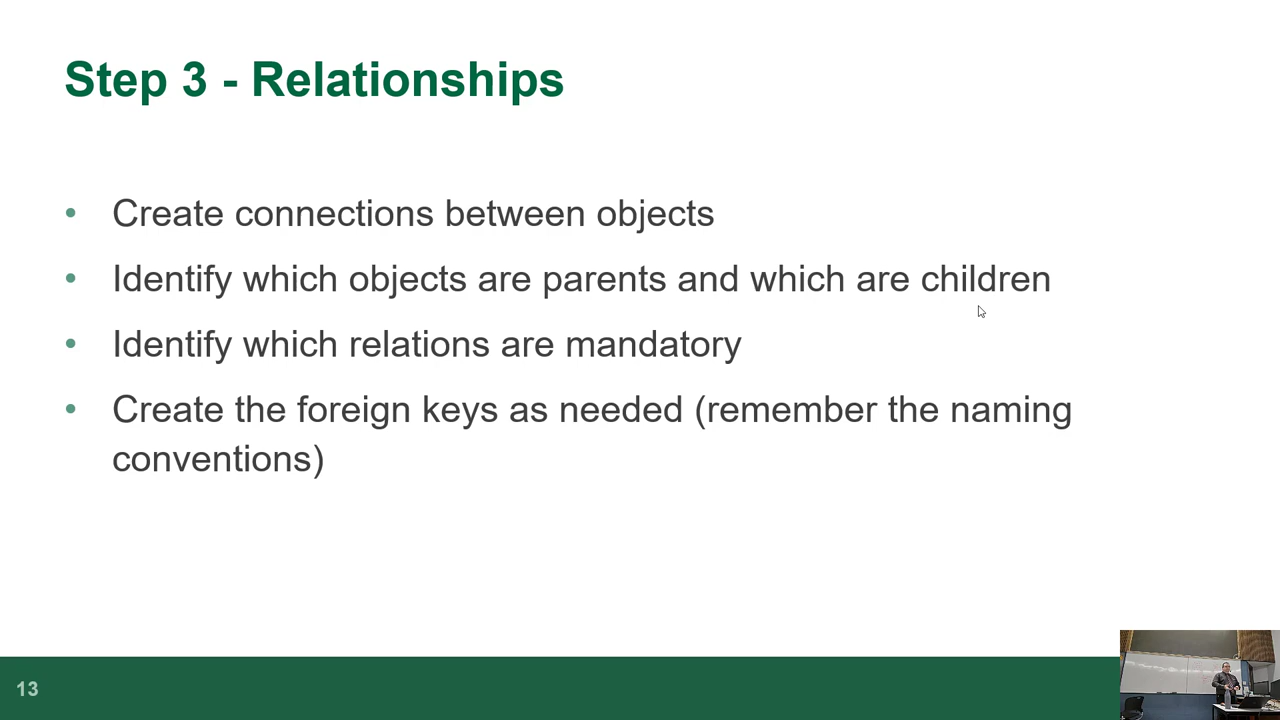 Step 3 - Relationships
• Create connections between objects
• Identify which objects are parents and which are children
• Identify which relations are mandatory
• Create the foreign keys as needed (remember the naming
conventions)
13